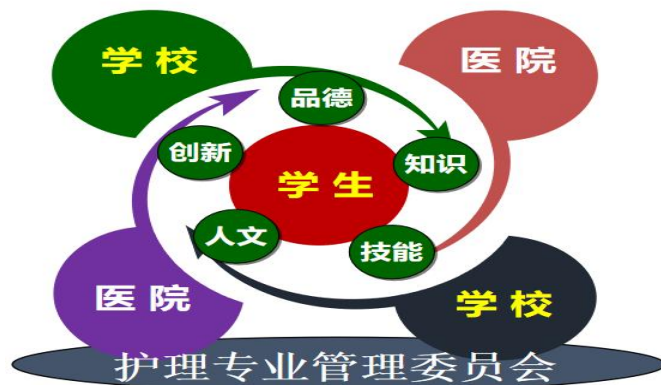 学校
医院
品德
创新
知识
学生
人文
技能
医院
学校
护理专业管理委员会